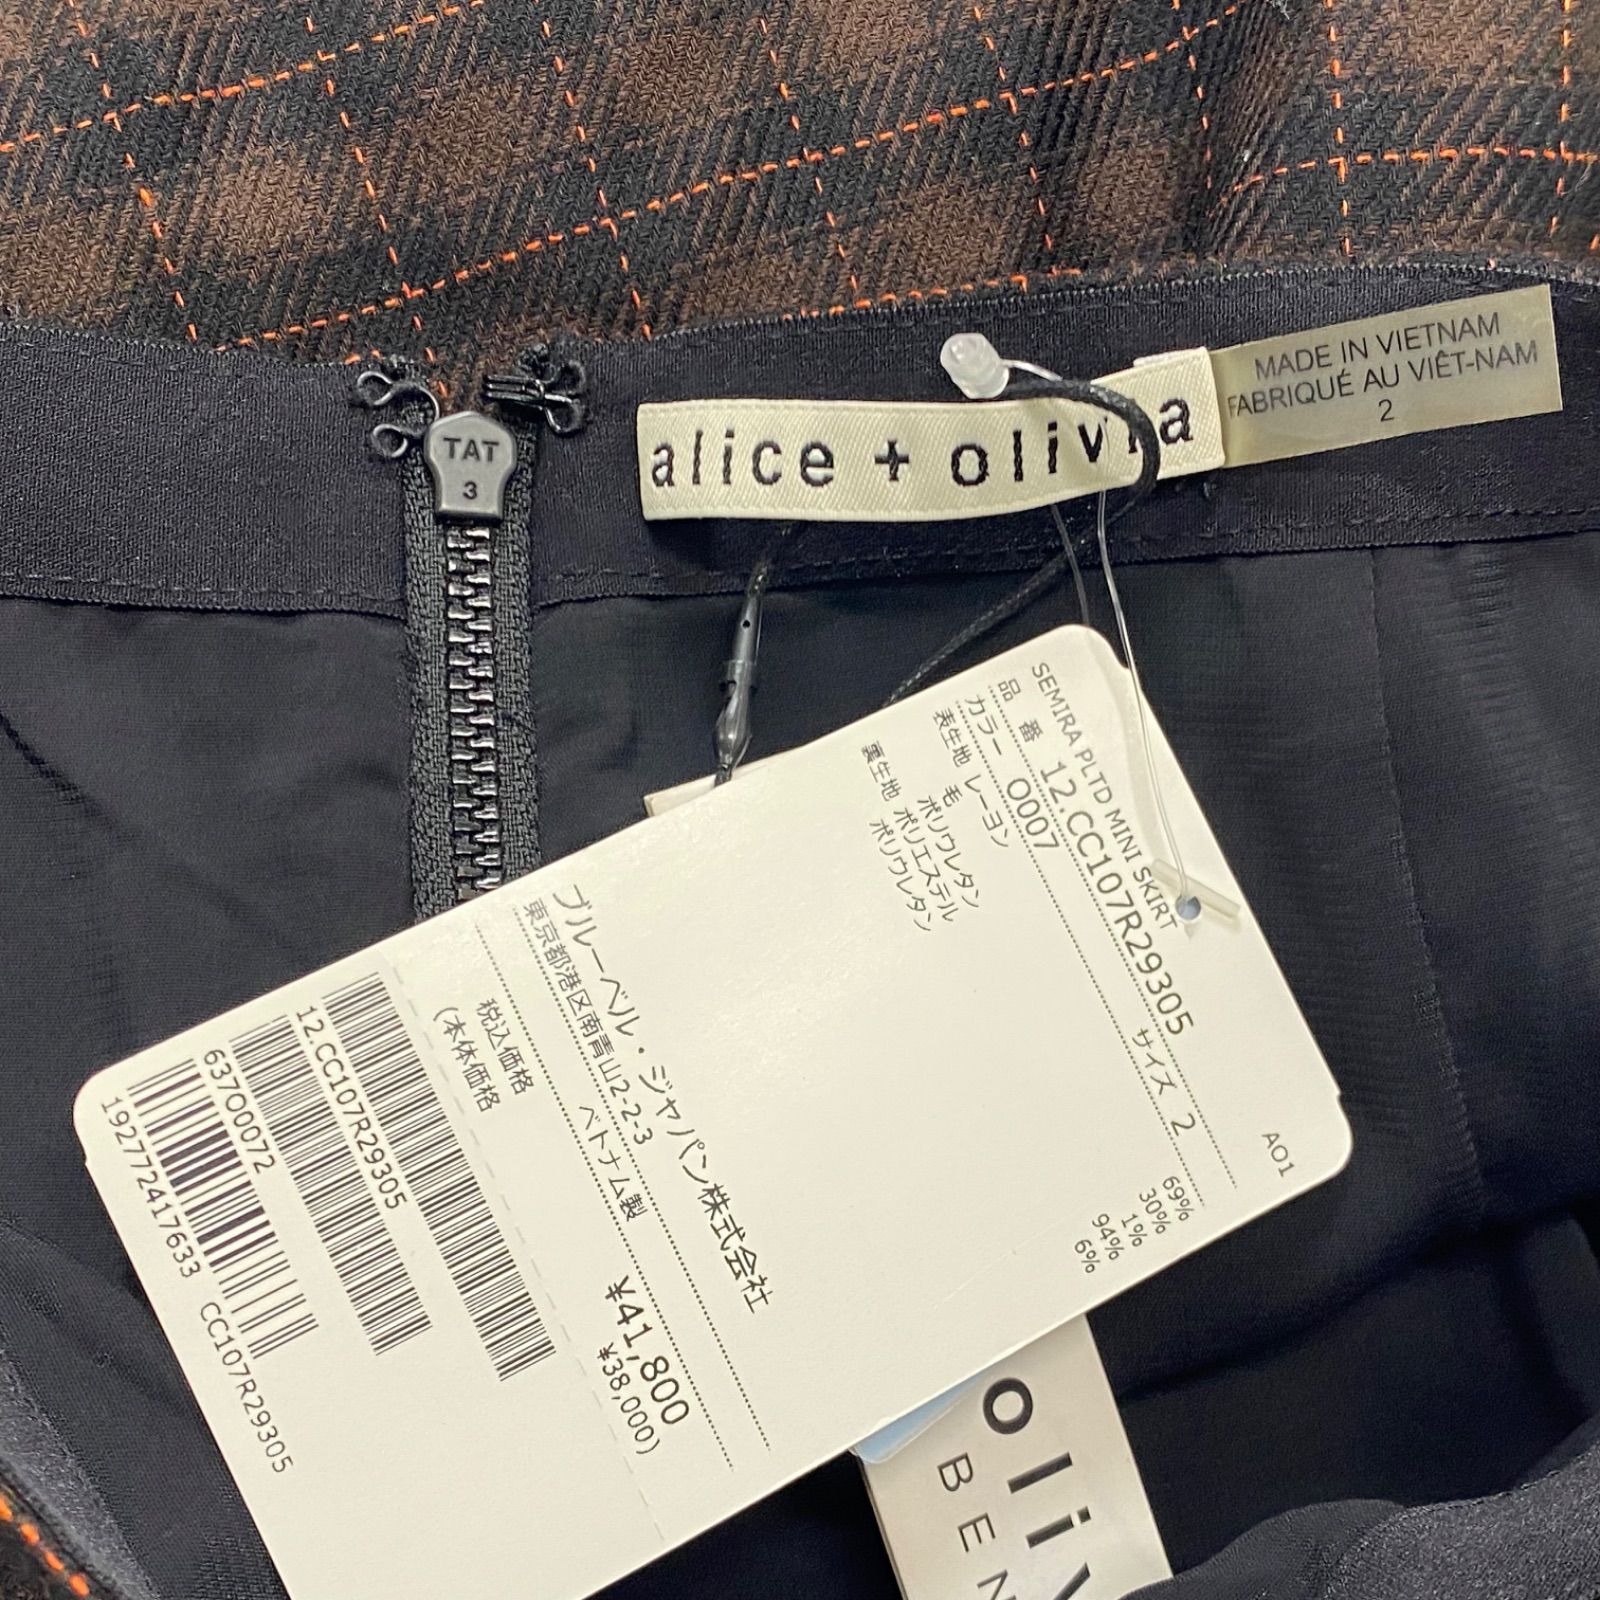 TAT
3
alice + olivia
MADE IN VIETNAM
FABRIQUÉ AU VIÊT-NAM
2
SEMIRA PLTD MINI SKIRT
A01
品 番 12.CC107R29305
カラー 0007 サイズ 2
表生地 レーヨン 69%
毛 30%
ポリウレタン 1%
裏生地 ポリエステル 94%
ポリウレタン 6%
ブルーベル・ジャパン株式会社
東京都港区南青山2-2-3
ベトナム製
税込価格 ¥41,800
(本体価格 ¥38,000)
12.CC107R29305
637000072
192772417633 CC107R29305
oliv
BEN